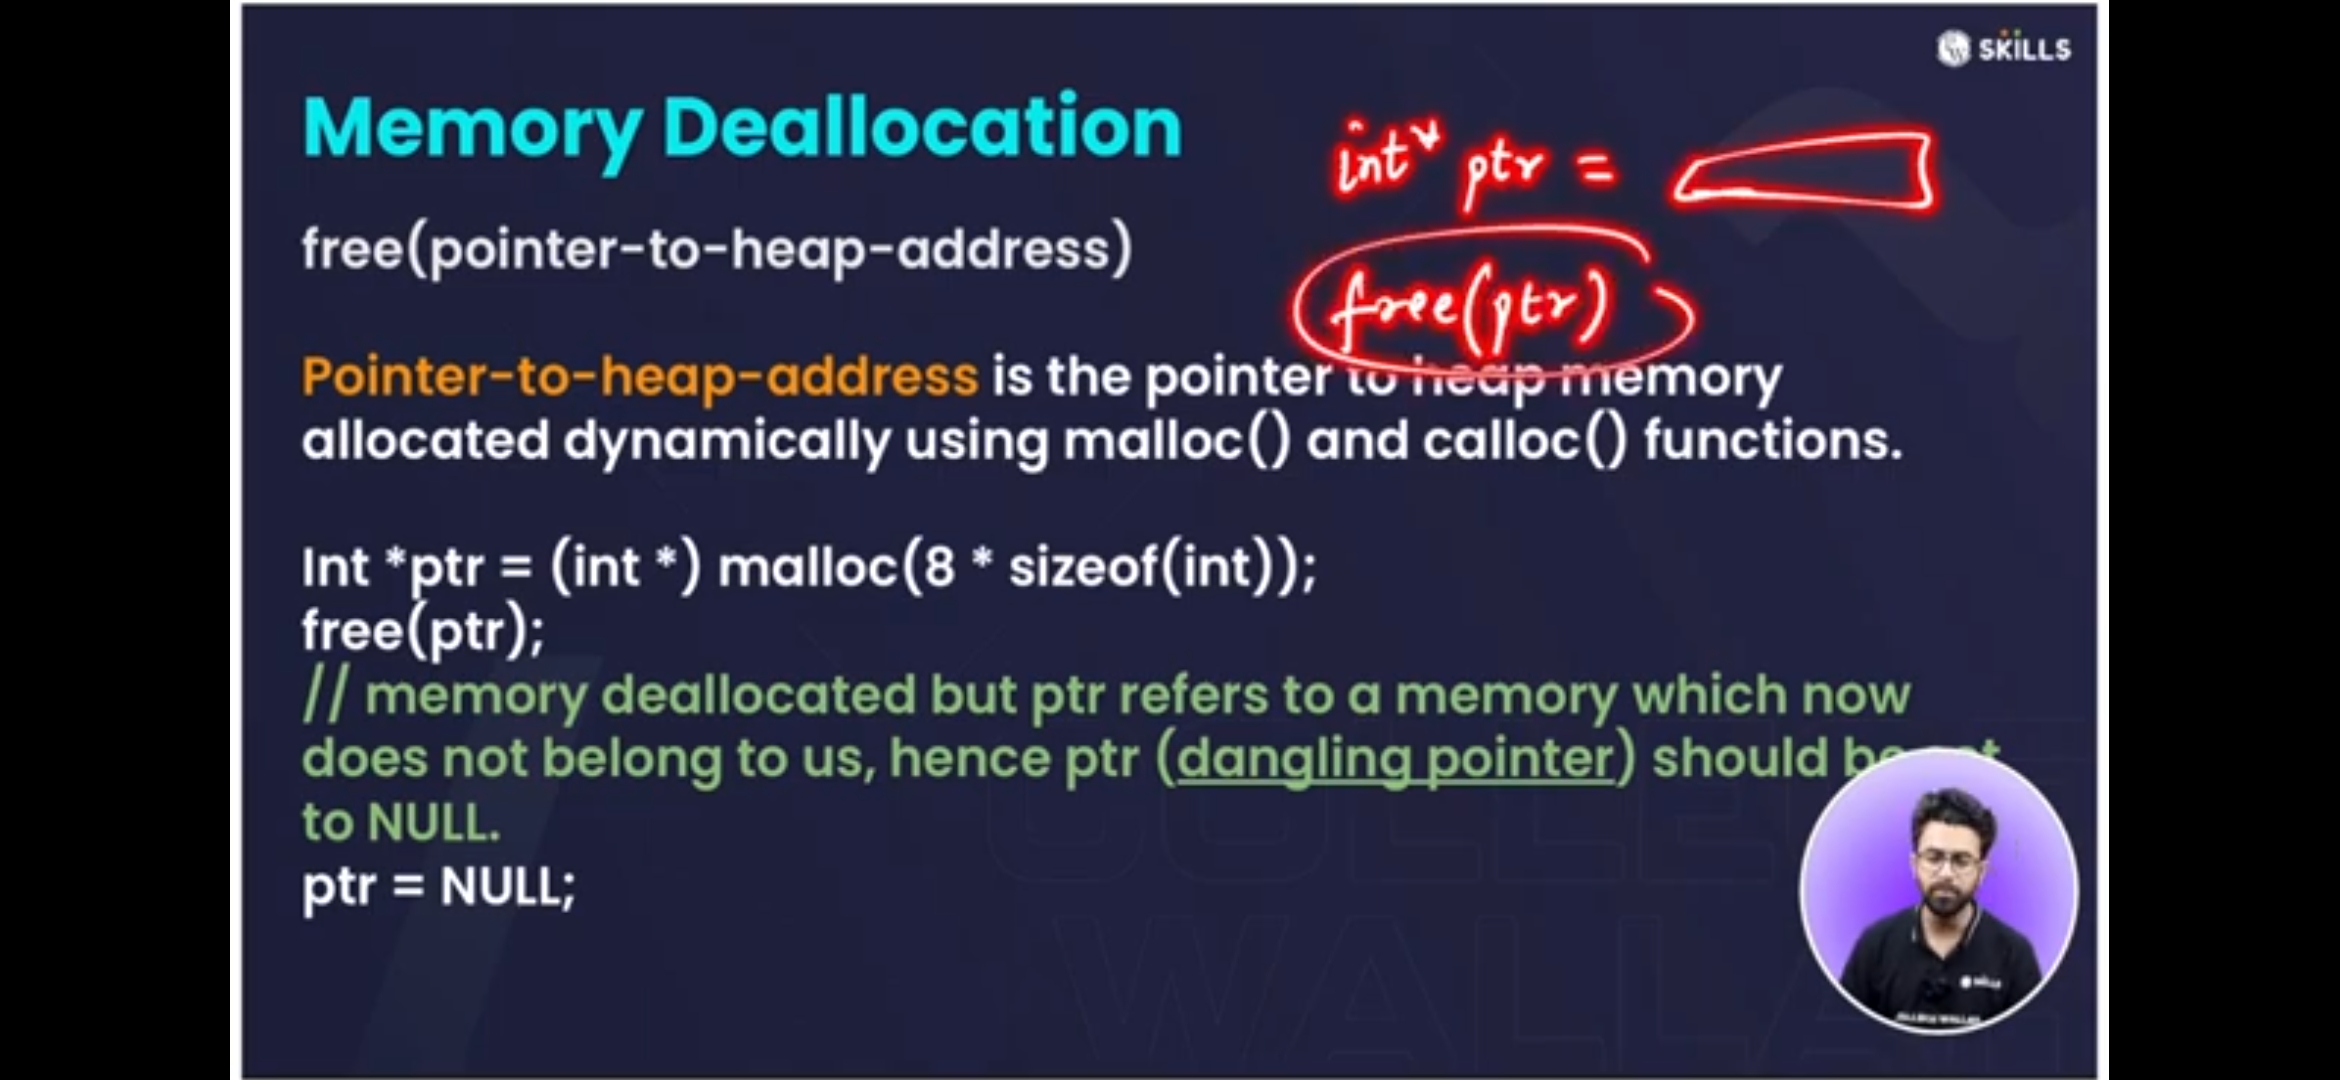 SKILLS
Memory Deallocation
int* ptr =
free(pointer-to-heap-address)
free(ptr)
Pointer-to-heap-address is the pointer to heap memory
allocated dynamically using malloc() and calloc() functions.
Int *ptr = (int *) malloc(8 * sizeof(int));
free(ptr);
// memory deallocated but ptr refers to a memory which now
does not belong to us, hence ptr (dangling pointer) should be
to NULL.
ptr = NULL;
COLLE
WALLAH